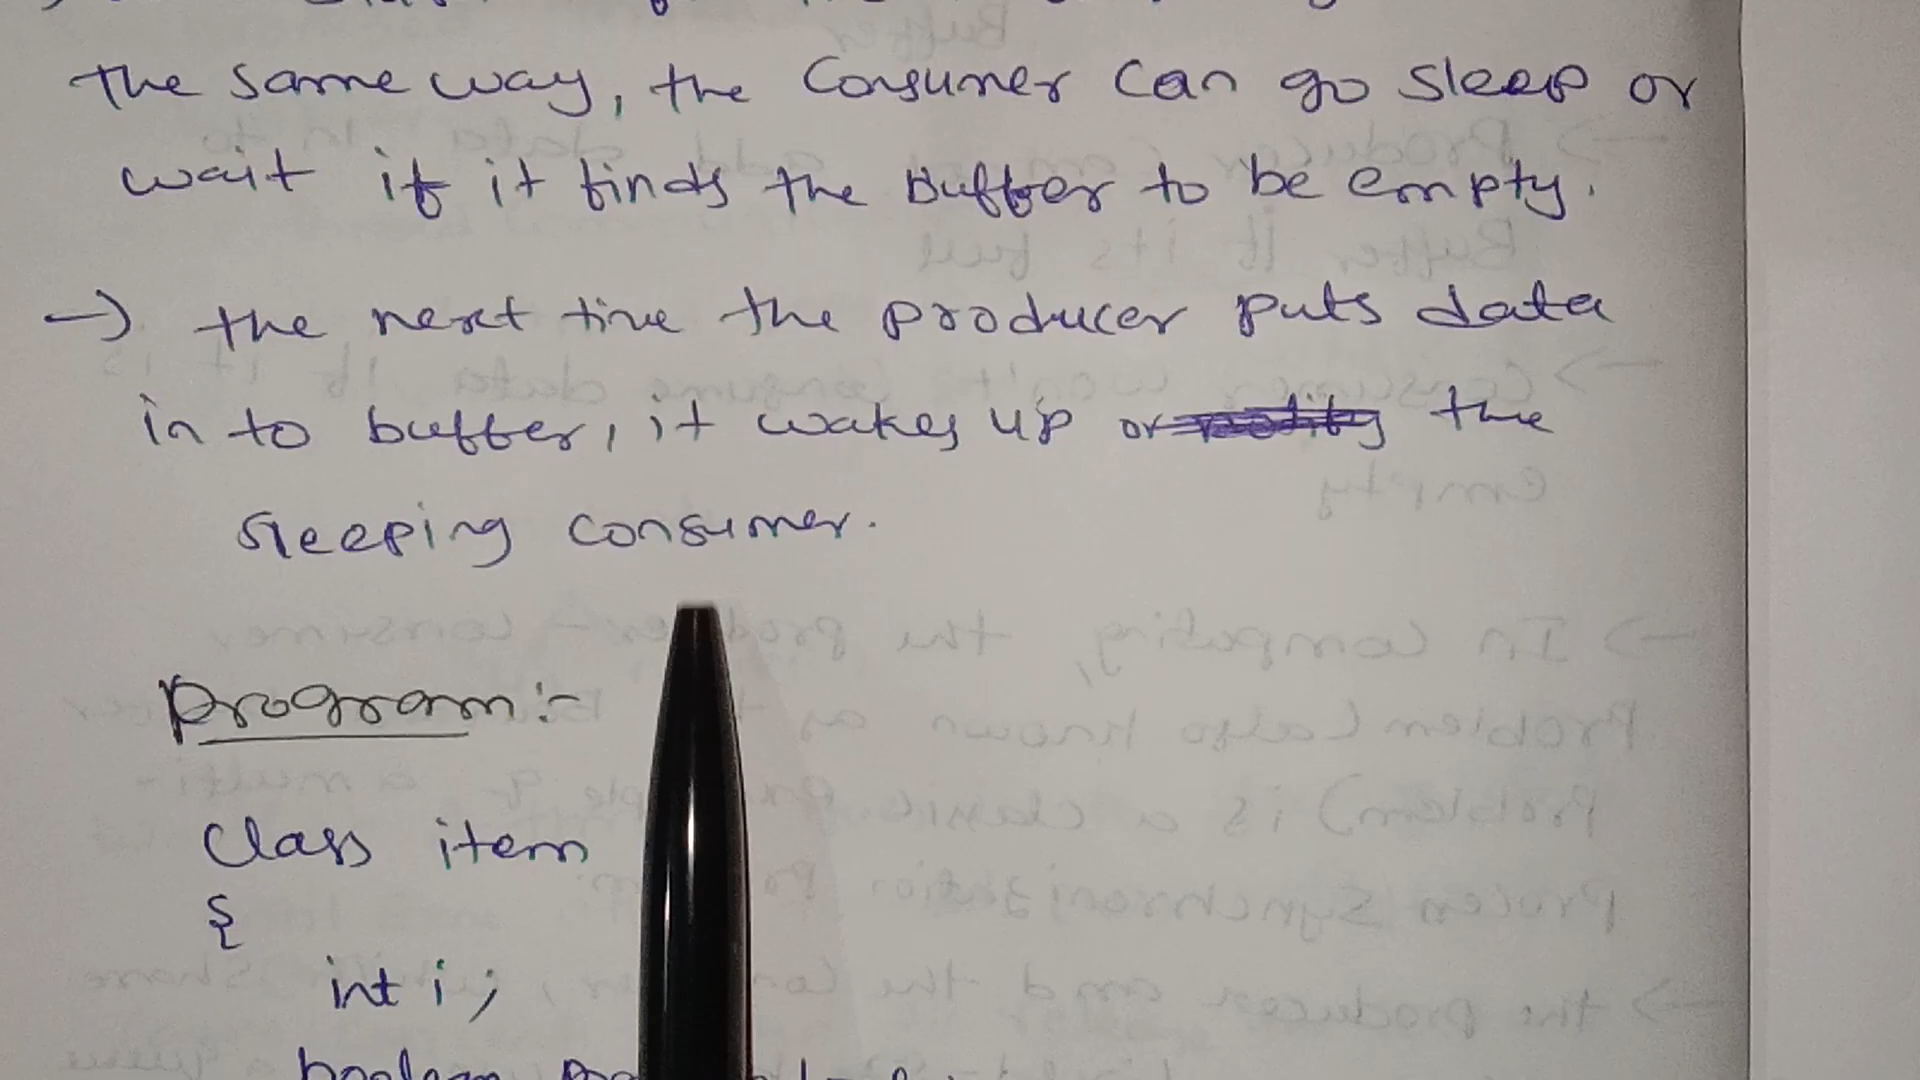 the same way, the Consumer can go sleep or
wait if it finds the Buffer to be empty.
→ the next time the producer puts data
in to buffer, it wakes up or notify the
sleeping consumer.
Program:-
Class item
{
int i;
boolean